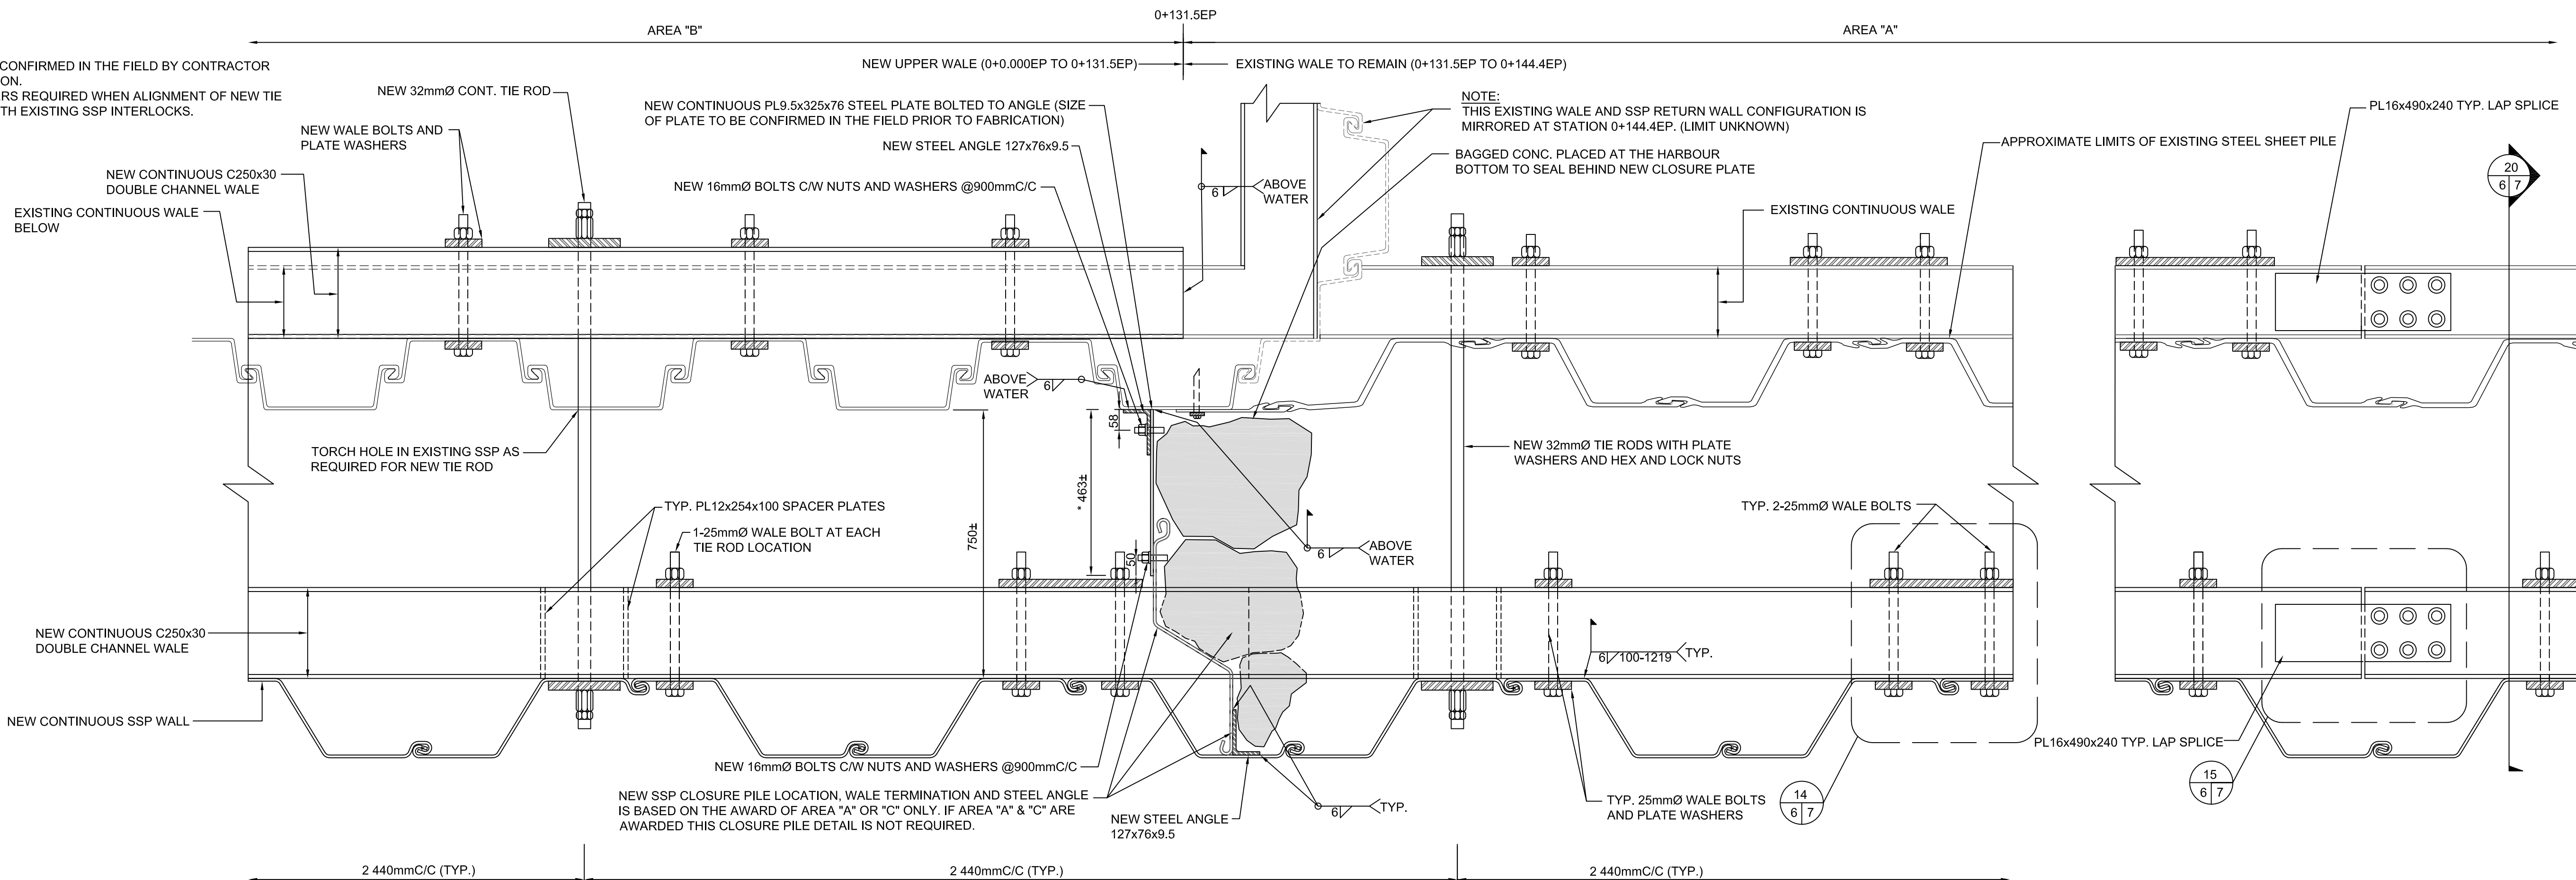 0+131.5EP
AREA "B"
AREA "A"
CONFIRMED IN THE FIELD BY CONTRACTOR
ON.
RS REQUIRED WHEN ALIGNMENT OF NEW TIE
TH EXISTING SSP INTERLOCKS.
NEW UPPER WALE (0+0.000EP TO 0+131.5EP)
EXISTING WALE TO REMAIN (0+131.5EP TO 0+144.4EP)
NEW 32mmØ CONT. TIE ROD
NEW CONTINUOUS PL9.5x325x76 STEEL PLATE BOLTED TO ANGLE (SIZE
OF PLATE TO BE CONFIRMED IN THE FIELD PRIOR TO FABRICATION)
NOTE:
THIS EXISTING WALE AND SSP RETURN WALL CONFIGURATION IS
MIRRORED AT STATION 0+144.4EP. (LIMIT UNKNOWN)
PL16x490x240 TYP. LAP SPLICE
NEW WALE BOLTS AND
PLATE WASHERS
NEW STEEL ANGLE 127x76x9.5
APPROXIMATE LIMITS OF EXISTING STEEL SHEET PILE
BAGGED CONC. PLACED AT THE HARBOUR
BOTTOM TO SEAL BEHIND NEW CLOSURE PLATE
NEW CONTINUOUS C250x30
DOUBLE CHANNEL WALE
NEW 16mmØ BOLTS C/W NUTS AND WASHERS @900mmC/C
6
ABOVE
WATER
20
6
7
EXISTING CONTINUOUS WALE
BELOW
EXISTING CONTINUOUS WALE
ABOVE
WATER
6
58
TORCH HOLE IN EXISTING SSP AS
REQUIRED FOR NEW TIE ROD
NEW 32mmØ TIE RODS WITH PLATE
WASHERS AND HEX AND LOCK NUTS
* 463±
750±
50
TYP. PL12x254x100 SPACER PLATES
TYP. 2-25mmØ WALE BOLTS
1-25mmØ WALE BOLT AT EACH
TIE ROD LOCATION
6
ABOVE
WATER
NEW CONTINUOUS C250x30
DOUBLE CHANNEL WALE
6
100-1219
TYP.
NEW CONTINUOUS SSP WALL
PL16x490x240 TYP. LAP SPLICE
NEW 16mmØ BOLTS C/W NUTS AND WASHERS @900mmC/C
15
6
7
NEW SSP CLOSURE PILE LOCATION, WALE TERMINATION AND STEEL ANGLE
IS BASED ON THE AWARD OF AREA "A" OR "C" ONLY. IF AREA "A" & "C" ARE
AWARDED THIS CLOSURE PILE DETAIL IS NOT REQUIRED.
6
TYP.
TYP. 25mmØ WALE BOLTS
AND PLATE WASHERS
14
6
7
NEW STEEL ANGLE
127x76x9.5
2 440mmC/C (TYP.)
2 440mmC/C (TYP.)
2 440mmC/C (TYP.)